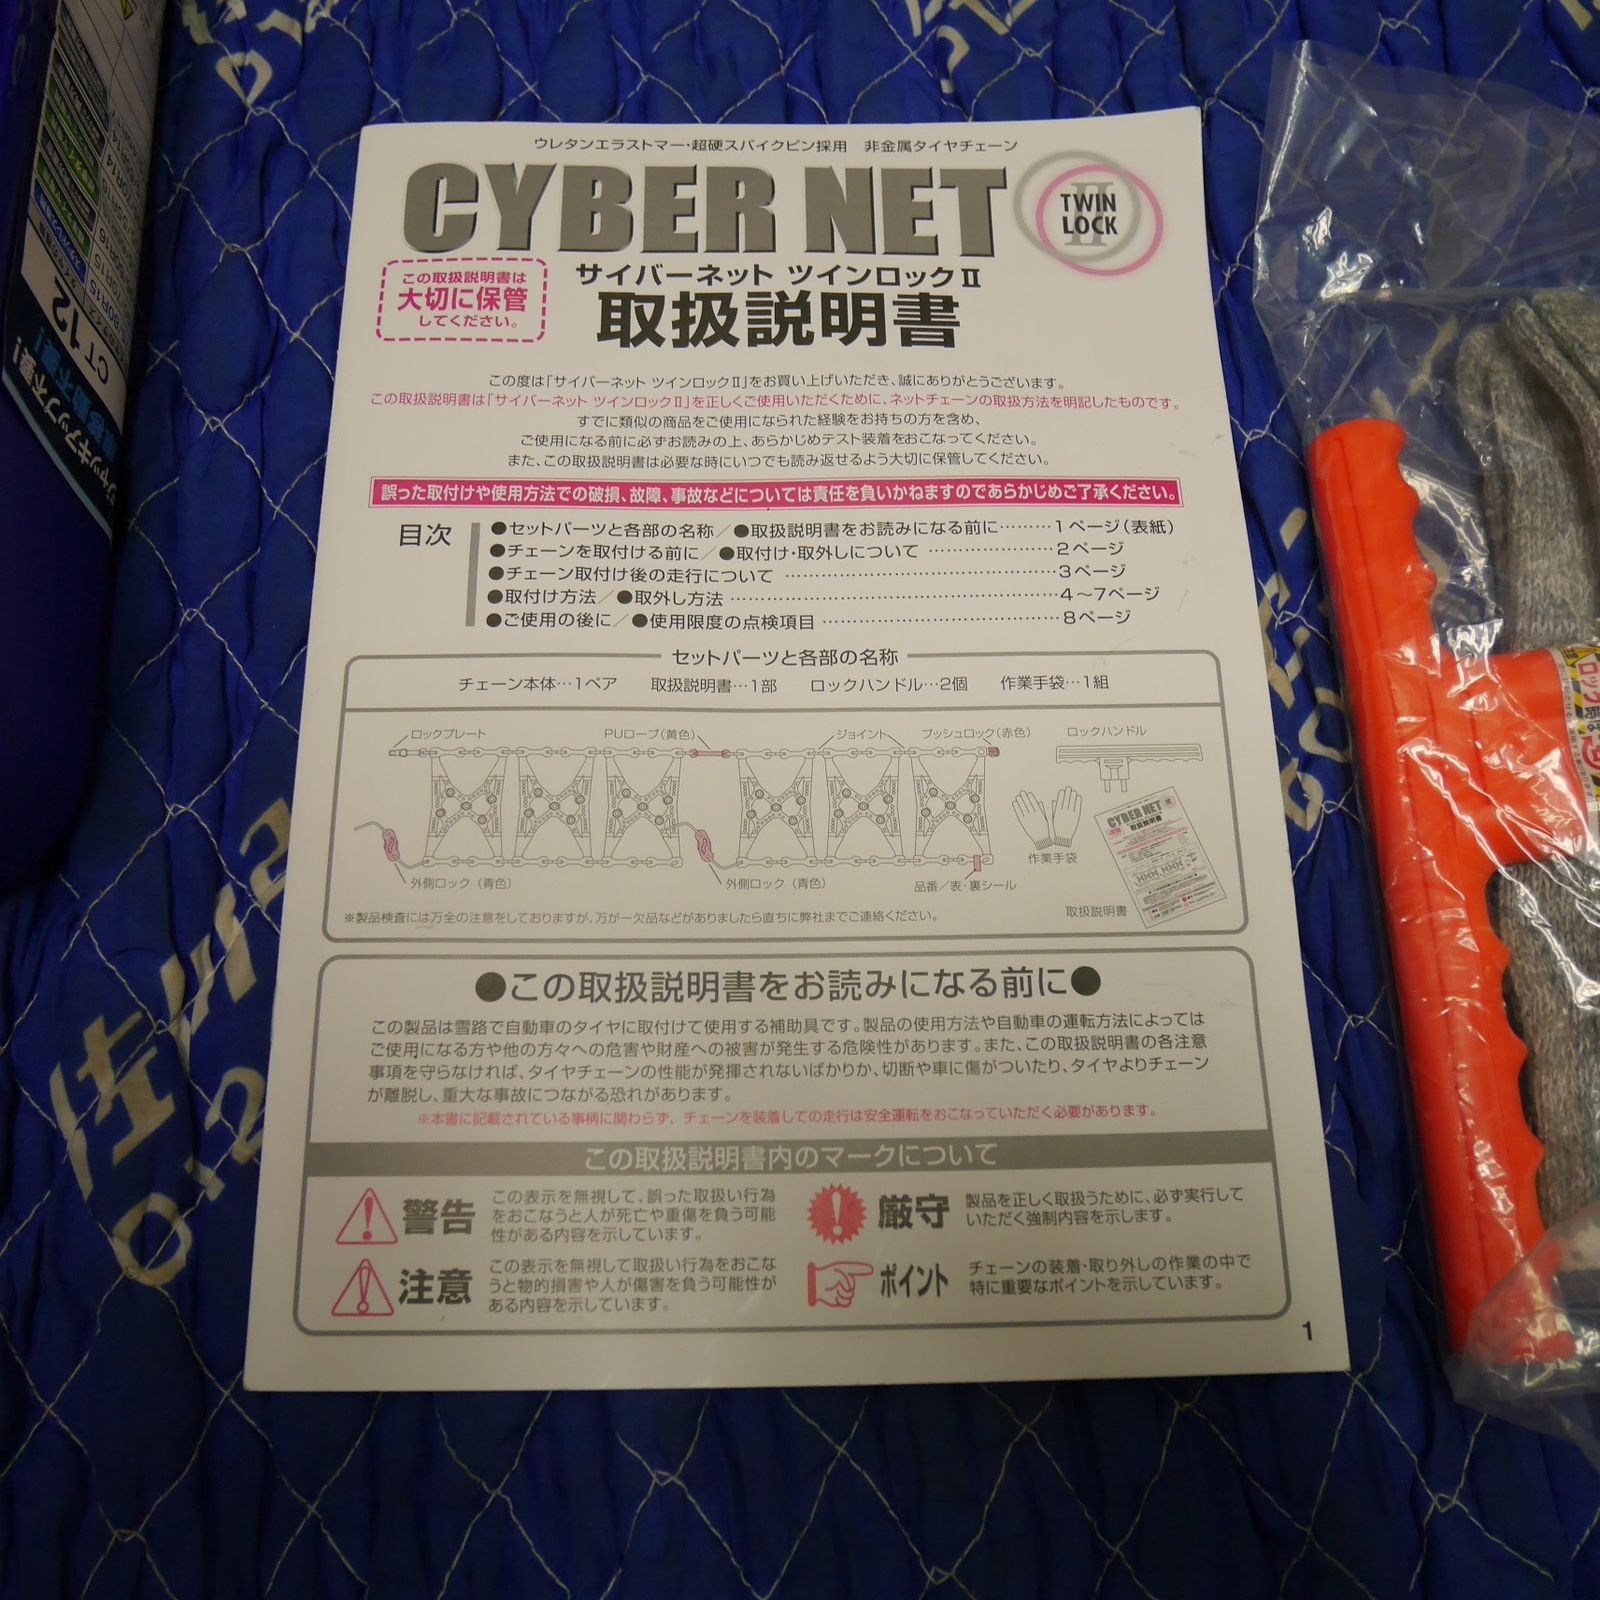 ウレタンエラストマー・超硬スパイクピン採用 非金属タイヤチェーン
CYBER NET
TWIN
LOCK
II
サイバーネット ツインロックⅡ
取扱説明書
この取扱説明書は
大切に保管
してください。
この度は「サイバーネット ツインロックⅡ」をお買い上げいただき、誠にありがとうございます。
この取扱説明書は「サイバーネット ツインロックⅡ」を正しくご使用いただくために、ネットチェーンの取扱方法を明記したものです。
すでに類似の商品をご使用になられた経験をお持ちの方を含め、
ご使用になる前に必ずお読みの上、あらかじめテスト装着をおこなってください。
また、この取扱説明書は必要な時にいつでも読み返せるよう大切に保管してください。
誤った取付けや使用方法での破損、故障、事故などについては責任を負いかねますのであらかじめご了承ください。
目次
●セットパーツと各部の名称／●取扱説明書をお読みになる前に………1ページ(表紙)
●チェーンを取付ける前に／●取付け・取外しについて ………………2ページ
●チェーン取付け後の走行について ………………………………3ページ
●取付け方法／●取外し方法 ………………………………………4～7ページ
●ご使用の後に／●使用限度の点検項目 ……………………………8ページ
セットパーツと各部の名称
チェーン本体…1ペア 取扱説明書…1部 ロックハンドル…2個 作業手袋…1組
ロックプレート PUロープ(黄色) ジョイント プッシュロック(赤色) ロックハンドル
CYBER NET
取扱説明書
作業手袋
外側ロック（青色） 外側ロック（青色） 品番／表・裏シール
取扱説明書
※製品検査には万全の注意をしておりますが、万が一欠品などがありましたら直ちに弊社までご連絡ください。
●この取扱説明書をお読みになる前に●
この製品は雪路で自動車のタイヤに取付けて使用する補助具です。製品の使用方法や自動車の運転方法によっては
ご使用になる方や他の方々への危害や財産への被害が発生する危険性があります。また、この取扱説明書の各注意
事項を守らなければ、タイヤチェーンの性能が発揮されないばかりか、切断や車に傷がついたり、タイヤよりチェーン
が離脱し、重大な事故につながる恐れがあります。
※本書に記載されている事柄に関わらず、チェーンを装着しての走行は安全運転をおこなっていただく必要があります。
この取扱説明書内のマークについて
警告
この表示を無視して、誤った取扱い行為
をおこなうと人が死亡や重傷を負う可能
性がある内容を示しています。
厳守
製品を正しく取扱うために、必ず実行して
いただく強制内容を示します。
注意
この表示を無視して取扱い行為をおこな
うと物的損害や人が傷害を負う可能性が
ある内容を示しています。
ポイント
チェーンの装着・取り外しの作業の中で
特に重要なポイントを示しています。
1
ジャッキアップ不要!
車移動不要!
CT 12